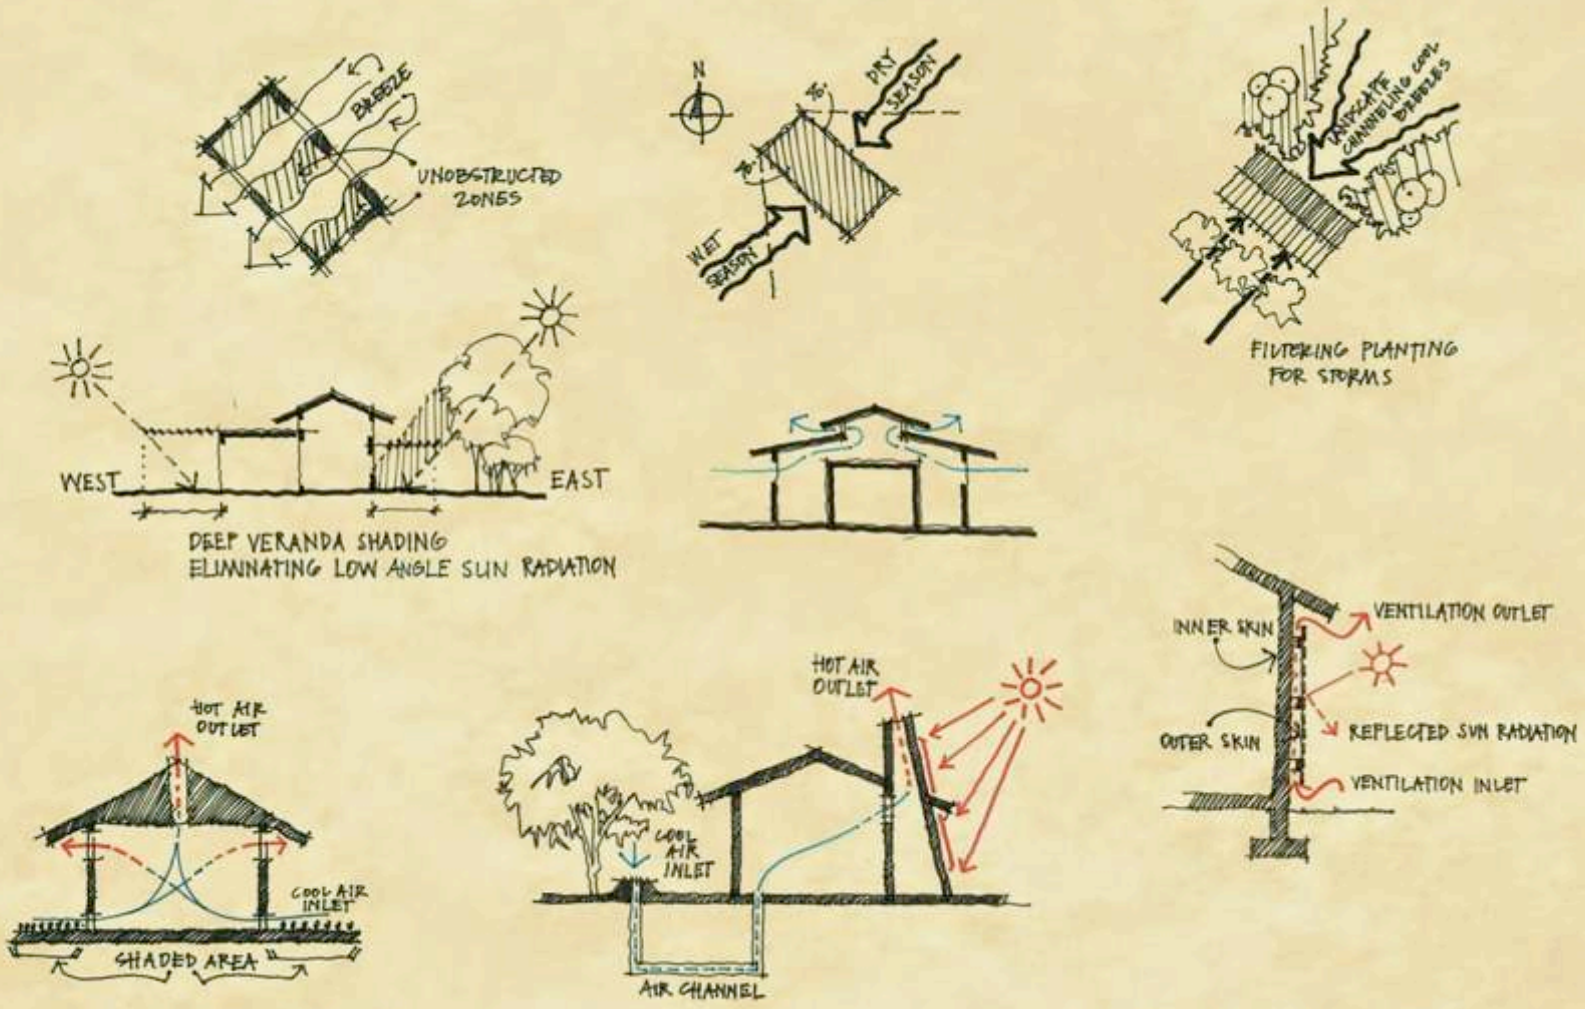 BREEZE
UNOBSTRUCTED
ZONES
N
DRY
SEASON
WET
SEASON
LANDSCAPE
CHANNELING COOL
BREEZES
FILTERING PLANTING
FOR STORMS
WEST
EAST
DEEP VERANDA SHADING
ELIMINATING LOW ANGLE SUN RADIATION
HOT AIR
OUTLET
COOL AIR
INLET
SHADED AREA
HOT AIR
OUTLET
COOL
AIR
INLET
AIR CHANNEL
INNER SKIN
VENTILATION OUTLET
OUTER SKIN
REFLECTED SUN RADIATION
VENTILATION INLET